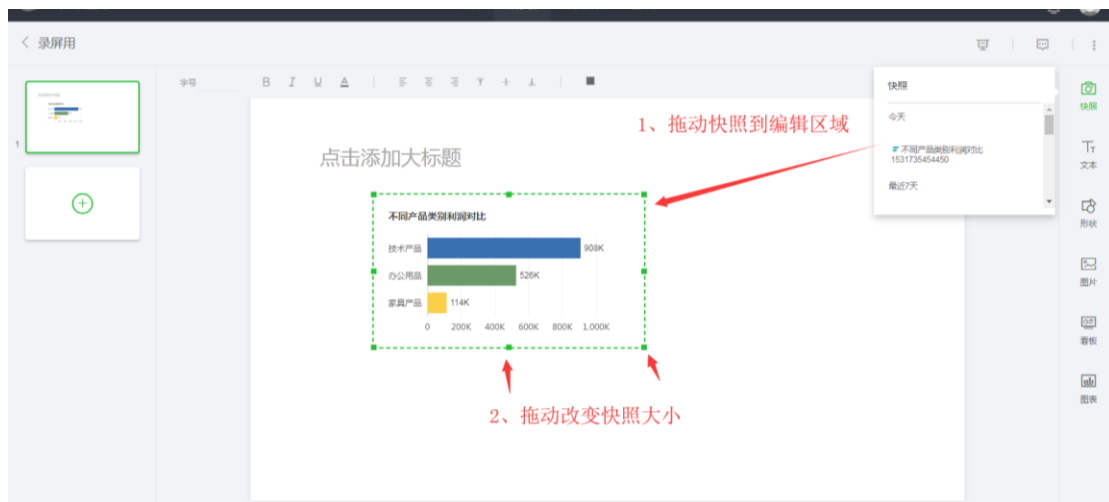 录屏用
字号
B I U A
快照
今天
不同产品类别利润对比
1531735454450
最近7天
快照
文本
形状
图片
看板
图表
1
1、拖动快照到编辑区域
点击添加大标题
不同产品类别利润对比
技术产品 908K
办公用品 526K
家具产品 114K
0 200K 400K 600K 800K 1,000K
2、拖动改变快照大小